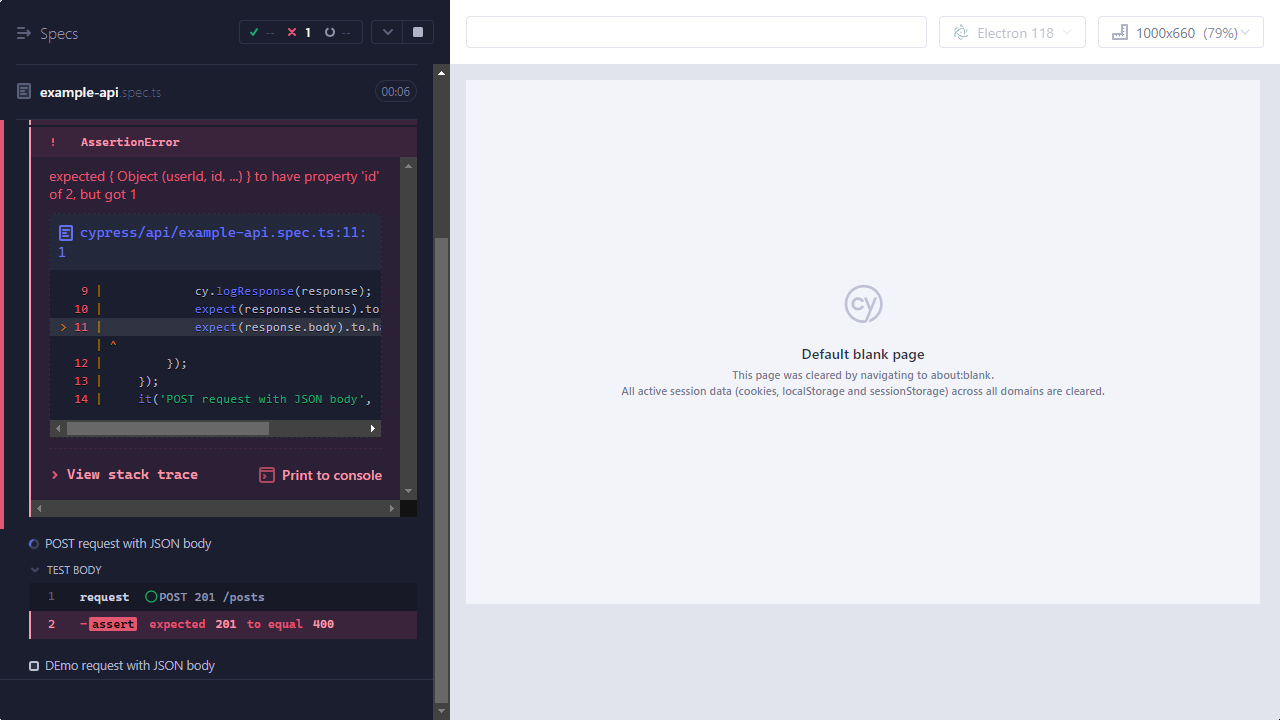 Specs
-- 1 --
Electron 118
1000x660 (79%)
example-api.spec.ts
00:06
! AssertionError
expected { Object (userId, id, ...) } to have property 'id'
of 2, but got 1
cypress/api/example-api.spec.ts:11:
1
9 | cy.logResponse(response);
10 | expect(response.status).to
> 11 | expect(response.body).to.ha
| ^
12 | });
13 | });
14 | it('POST request with JSON body',
> View stack trace
Print to console
POST request with JSON body
TEST BODY
1 request POST 201 /posts
2 -assert expected 201 to equal 400
DEmo request with JSON body
cy
Default blank page
This page was cleared by navigating to about:blank.
All active session data (cookies, localStorage and sessionStorage) across all domains are cleared.